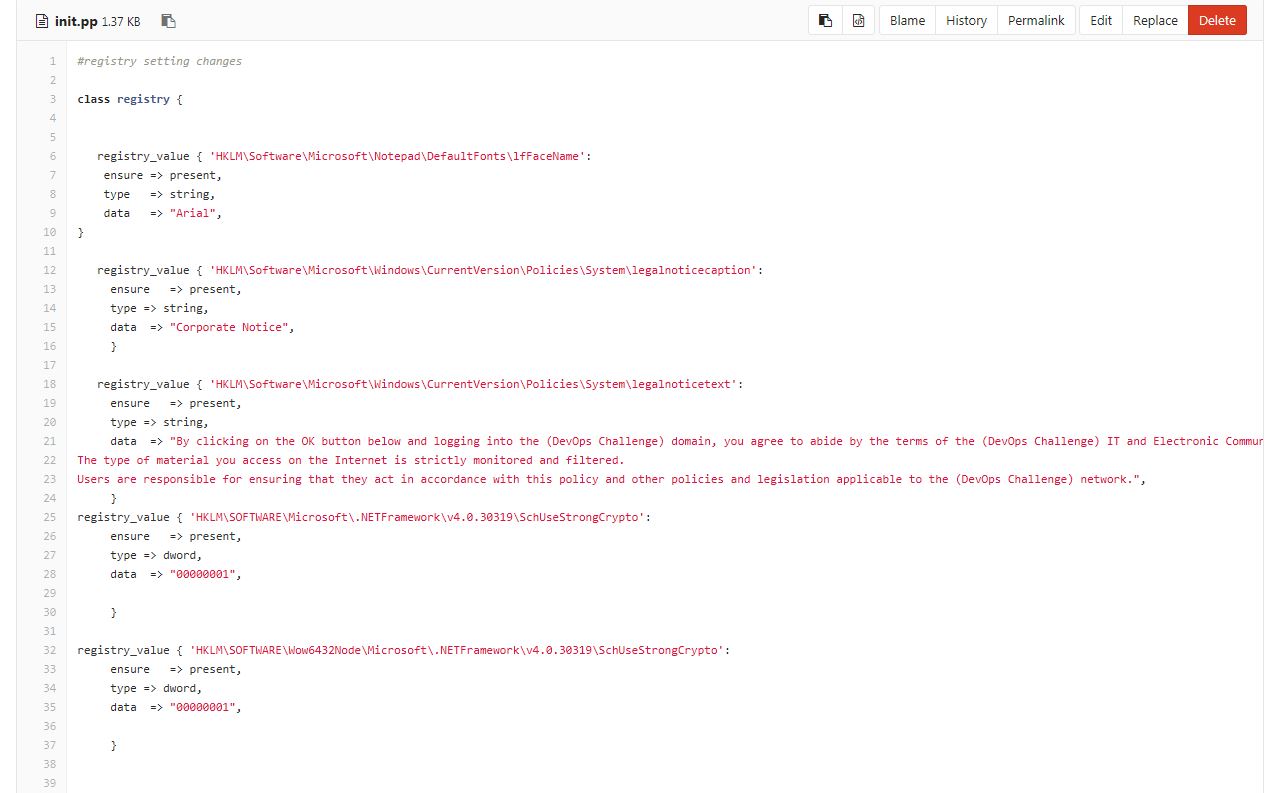 init.pp 1.37 KB Blame History Permalink Edit Replace Delete
1 #registry setting changes
2
3 class registry {
4
5
6 registry_value { 'HKLM\Software\Microsoft\Notepad\DefaultFonts\lfFaceName':
7 ensure => present,
8 type => string,
9 data => "Arial",
10 }
11
12 registry_value { 'HKLM\Software\Microsoft\Windows\CurrentVersion\Policies\System\legalnoticecaption':
13 ensure => present,
14 type => string,
15 data => "Corporate Notice",
16 }
17
18 registry_value { 'HKLM\Software\Microsoft\Windows\CurrentVersion\Policies\System\legalnoticetext':
19 ensure => present,
20 type => string,
21 data => "By clicking on the OK button below and logging into the (DevOps Challenge) domain, you agree to abide by the terms of the (DevOps Challenge) IT and Electronic
22 The type of material you access on the Internet is strictly monitored and filtered.
23 Users are responsible for ensuring that they act in accordance with this policy and other policies and legislation applicable to the (DevOps Challenge) network.",
24 }
25 registry_value { 'HKLM\SOFTWARE\Microsoft\.NETFramework\v4.0.30319\SchUseStrongCrypto':
26 ensure => present,
27 type => dword,
28 data => "00000001",
29
30 }
31
32 registry_value { 'HKLM\SOFTWARE\Wow6432Node\Microsoft\.NETFramework\v4.0.30319\SchUseStrongCrypto':
33 ensure => present,
34 type => dword,
35 data => "00000001",
36
37 }
38
39